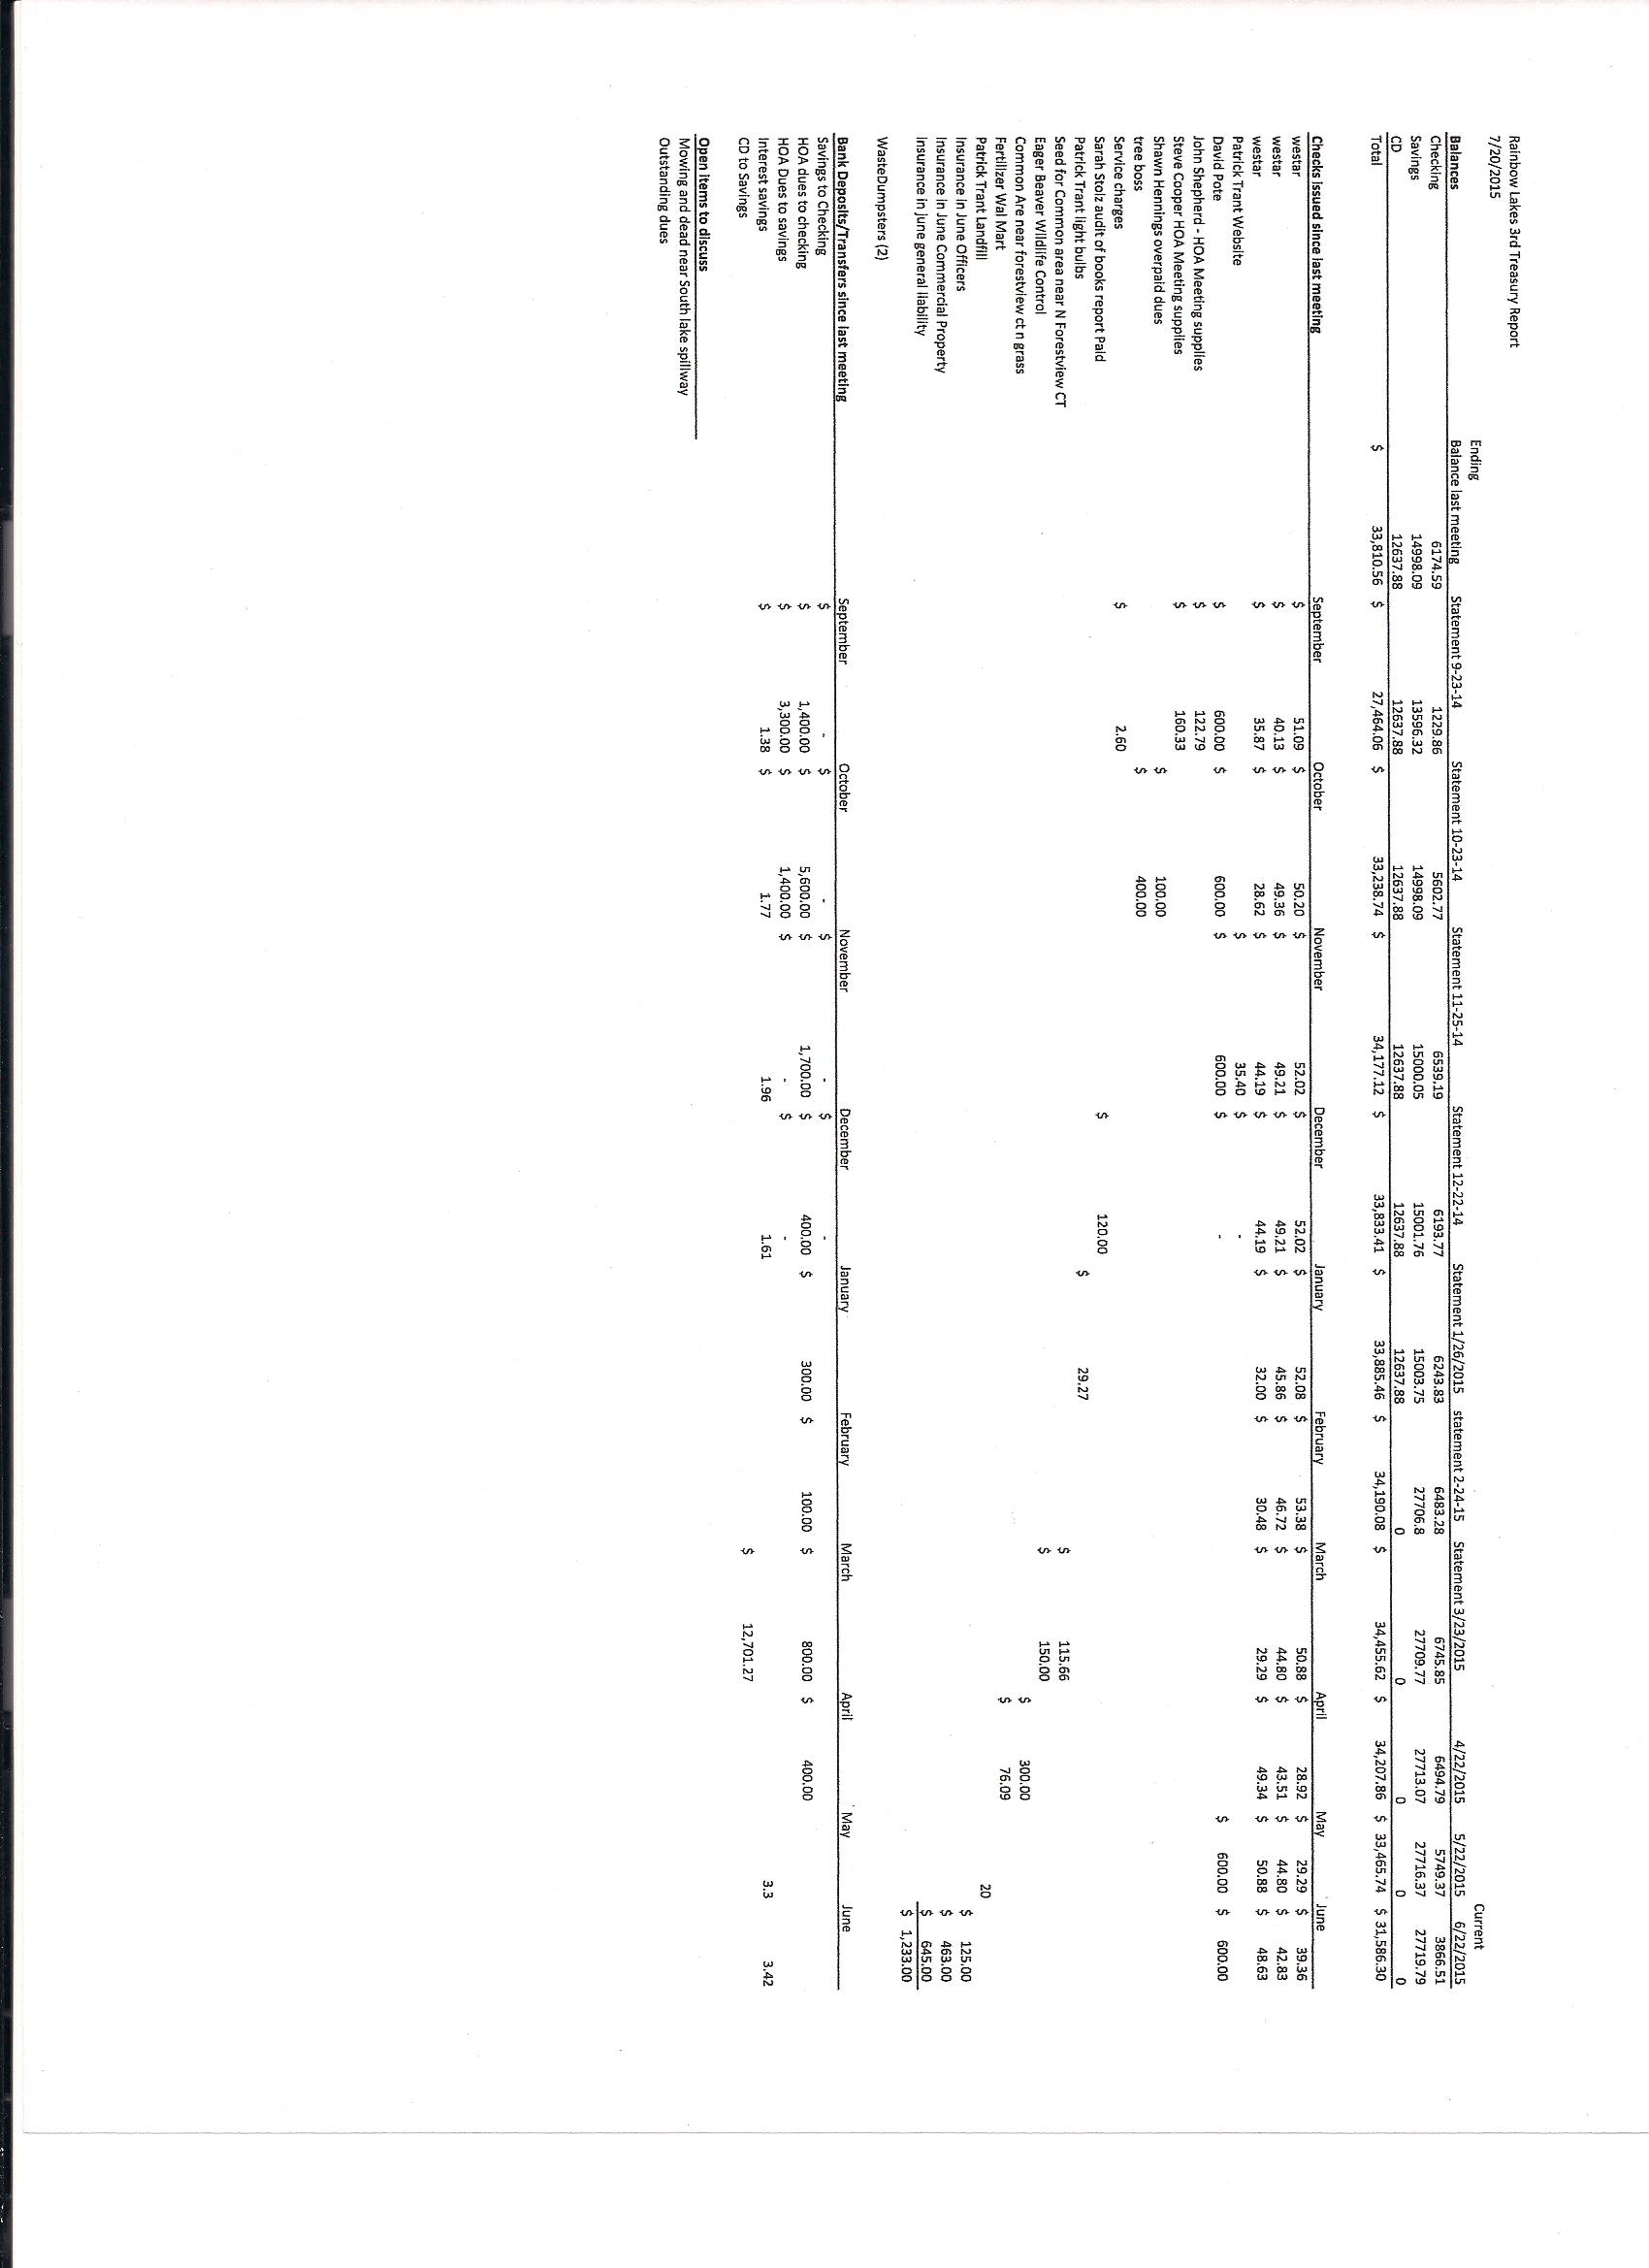 Rainbow Lakes 3rd Treasury Report
7/20/2015
Ending Current
Balances Balance last meeting Statement 9-23-14 Statement 10-23-14 Statement 11-25-14 Statement 12-22-14 Statement 1/26/2015 statement 2-24-15 Statement 3/23/2015 4/22/2015 5/22/2015 6/22/2015
Checking 6174.59 1229.86 5602.77 6539.19 6193.77 6243.83 6483.28 6745.85 6494.79 5749.37 3866.51
Savings 14998.09 13596.32 14998.09 15000.05 15001.76 15003.75 27706.8 27709.77 27713.07 27716.37 27719.79
CD 12637.88 12637.88 12637.88 12637.88 12637.88 12637.88 0 0 0 0 0
Total $ 33,810.56 $ 27,464.06 $ 33,238.74 $ 34,177.12 $ 33,833.41 $ 33,885.46 $ 34,190.08 $ 34,455.62 $ 34,207.86 $ 33,465.74 $ 31,586.30
Checks issued since last meeting September October November December January February March April May June
westar $ 51.09 $ 50.20 $ 52.02 $ 52.02 $ 52.08 $ 53.38 $ 50.88 $ 28.92 $ 29.29 $ 39.36
westar $ 40.13 $ 49.36 $ 49.21 $ 49.21 $ 45.86 $ 46.72 $ 44.80 $ 43.51 $ 44.80 $ 42.83
westar $ 35.87 $ 28.62 $ 44.19 $ 44.19 $ 32.00 $ 30.48 $ 29.29 $ 49.34 $ 50.88 $ 48.63
Patrick Trant Website $ 35.40 $ -
David Pote $ 600.00 $ 600.00 $ 600.00 $ - $ 600.00 $ 600.00
John Shepherd - HOA Meeting supplies $ 122.79
Steve Cooper HOA Meeting supplies $ 160.33
Shawn Hennings overpaid dues $ 100.00
tree boss $ 400.00
Service charges $ 2.60
Sarah Stolz audit of books report Paid $ 120.00
Patrick Trant light bulbs $ 29.27
Seed for Common area near N Forestview CT $ 115.66
Eager Beaver Wildlife Control $ 150.00
Common Are near forestview ct n grass $ 300.00
Fertilizer Wal Mart $ 76.09
Patrick Trant Landfill 20
Insurance in June Officers $ 125.00
Insurance in June Commercial Property $ 463.00
Insurance in june general liability $ 645.00
$ 1,233.00
WasteDumpsters (2)
Bank Deposits/Transfers since last meeting September October November December January February March April May June
Savings to Checking $ - $ - $ - $ -
HOA dues to checking $ 1,400.00 $ 5,600.00 $ 1,700.00 $ 400.00 $ 300.00 $ 100.00 $ 800.00 $ 400.00
HOA Dues to savings $ 3,300.00 $ 1,400.00 $ - $ -
Interest savings $ 1.38 $ 1.77 1.96 1.61 3.3 3.42
CD to Savings $ 12,701.27
Open items to discuss
Mowing and dead near South lake spillway
Outstanding dues